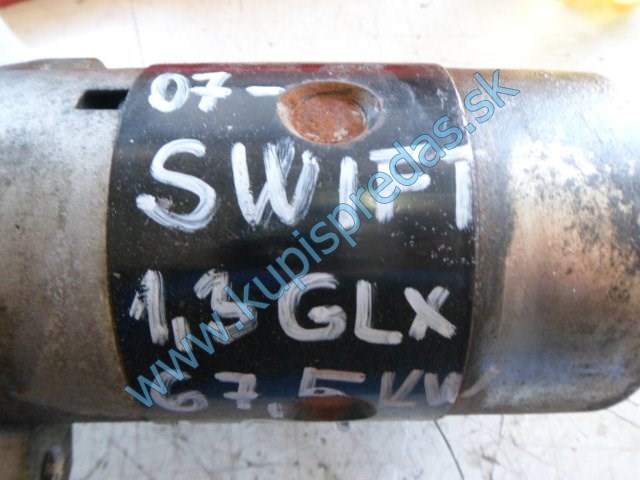 07-
SWIFT
1,3 GLX
67,5 KW
www.kupispredas.sk